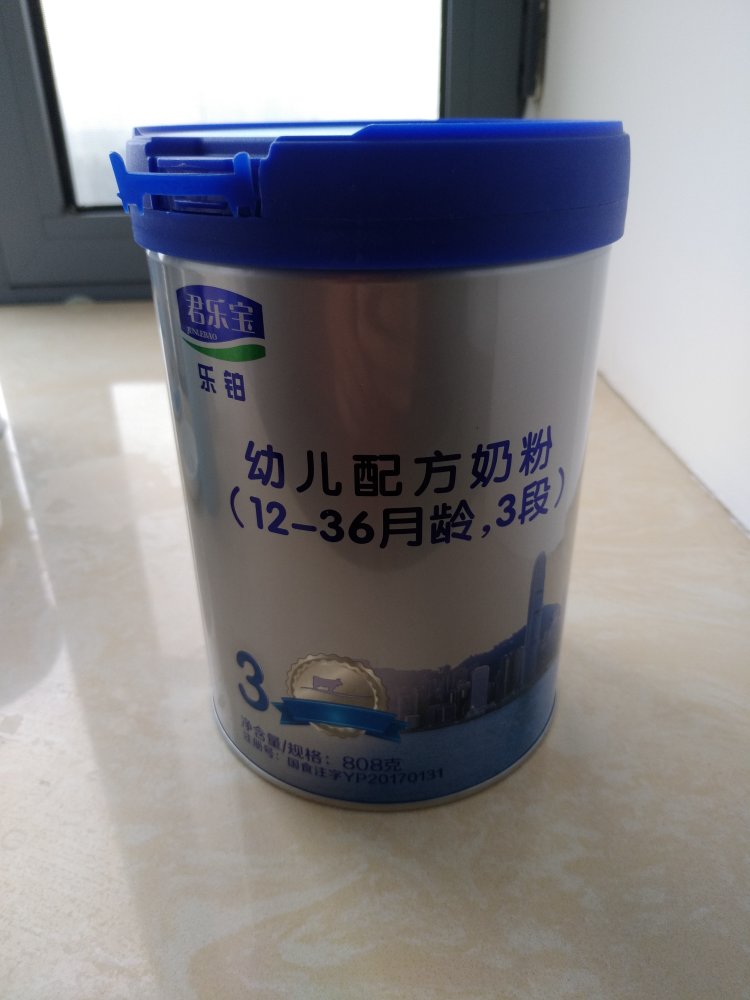 君乐宝
JUNLEBAO
乐铂
幼儿配方奶粉
（12-36月龄,3段）
3
净含量/规格：808克
注册号：国食注字YP20170131